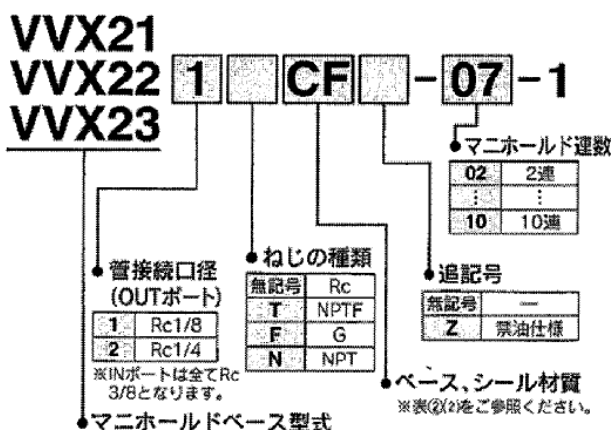 VVX21
VVX22 1 CF - 07 - 1
VVX23
マニホールド連数
02 2連
⋮ ⋮
10 10連
管接続口径
(OUTポート)
1 Rc1/8
2 Rc1/4
※INポートは全てRc
3/8となります。
ねじの種類
無記号 Rc
T NPTF
F G
N NPT
追記号
無記号 —
Z 禁油仕様
ベース、シール材質
※表②(2)をご参照ください。
マニホールドベース型式